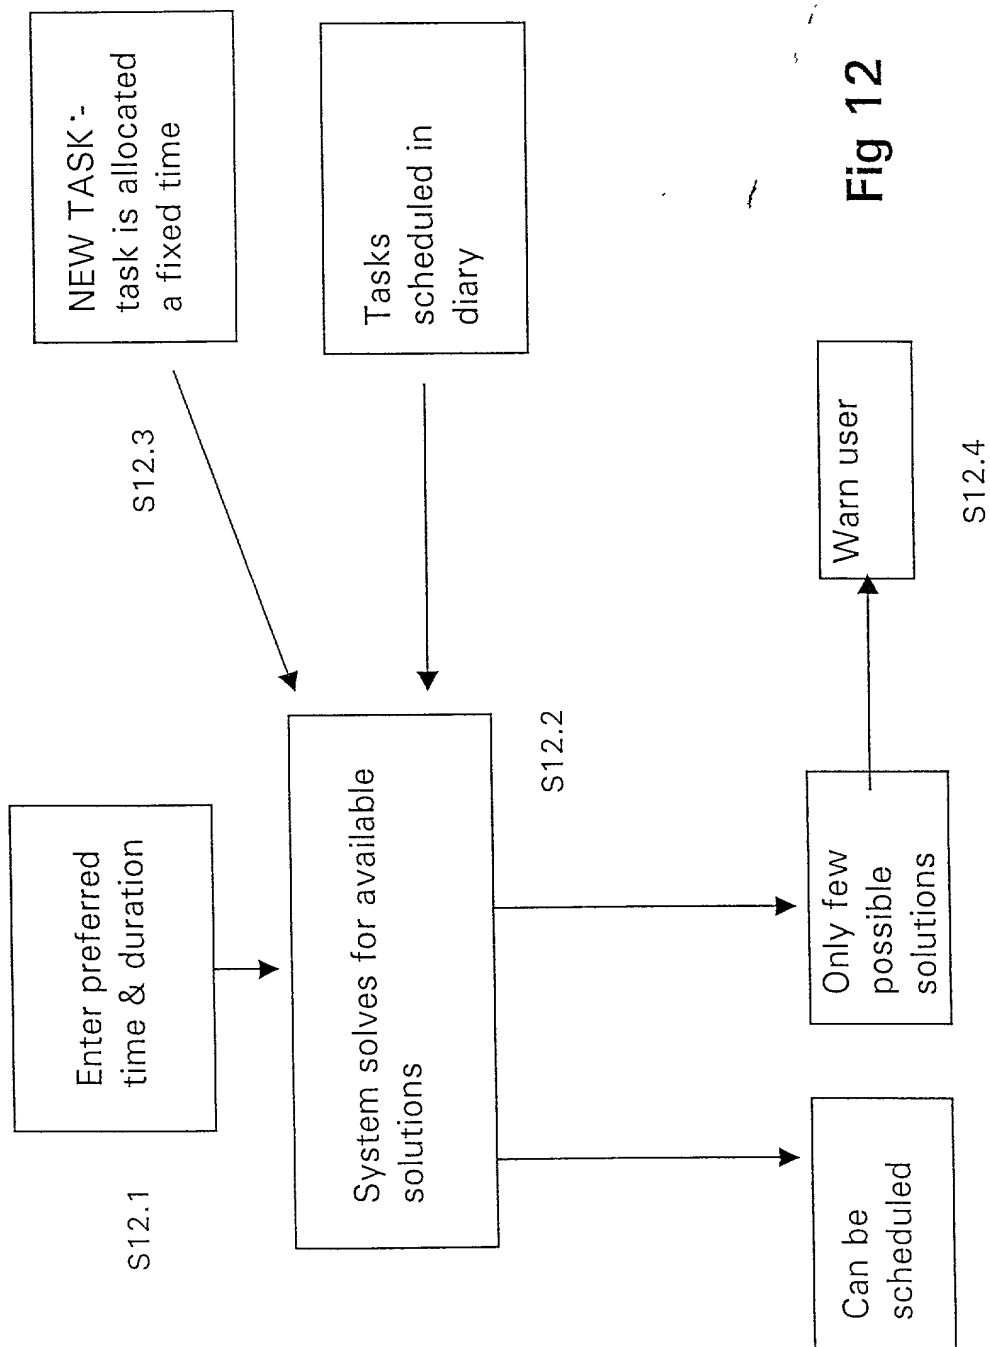 S12.1
Enter preferred
time & duration
S12.3
NEW TASK:-
task is allocated
a fixed time
System solves for available
solutions
S12.2
Tasks
scheduled in
diary
Can be
scheduled
Only few
possible
solutions
Warn user
S12.4
Fig 12